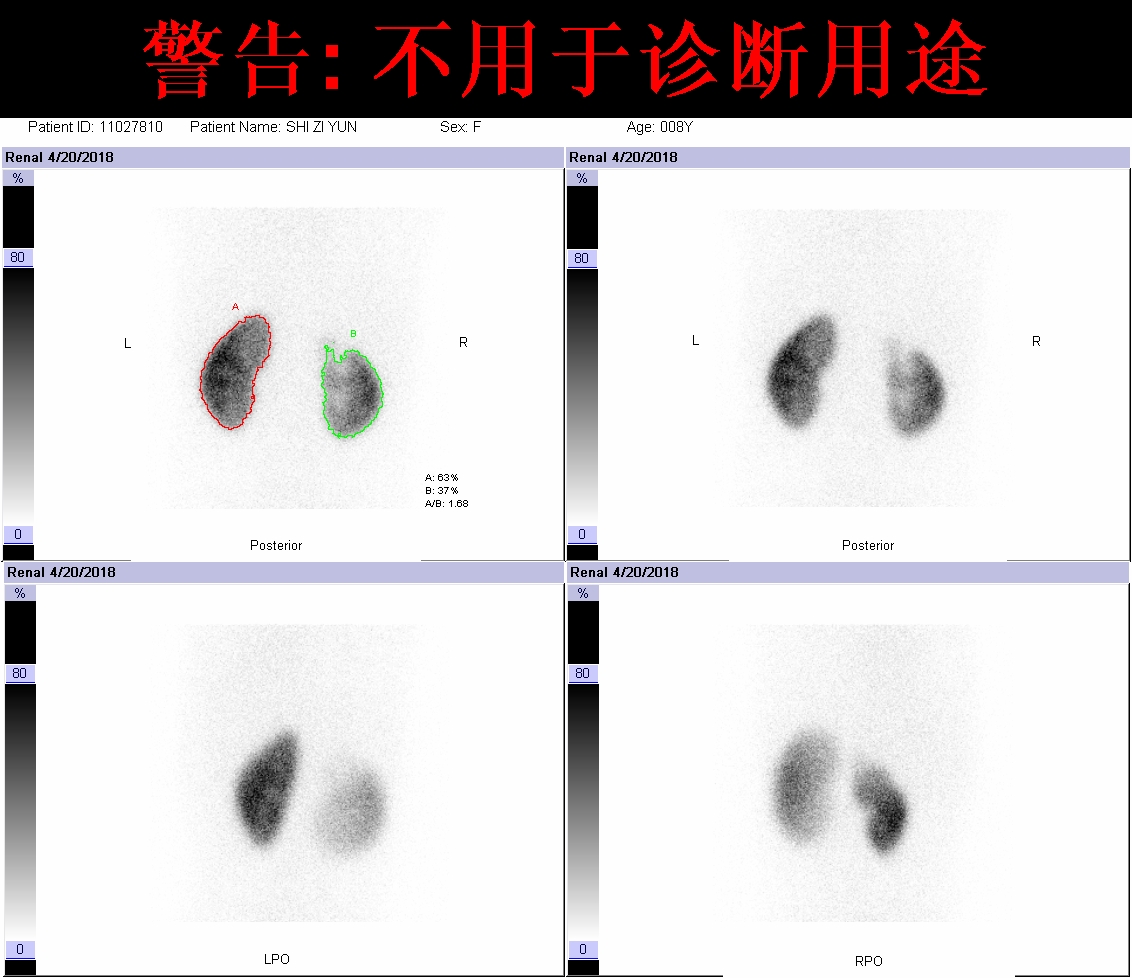 警告: 不用于诊断用途
Patient ID: 11027810 Patient Name: SHI ZI YUN Sex: F Age: 008Y
Renal 4/20/2018
%
80
A
B
L
R
A: 63%
B: 37%
A/B: 1.68
0
Posterior
Renal 4/20/2018
%
80
L
R
0
Posterior
Renal 4/20/2018
%
80
0
LPO
Renal 4/20/2018
%
80
0
RPO